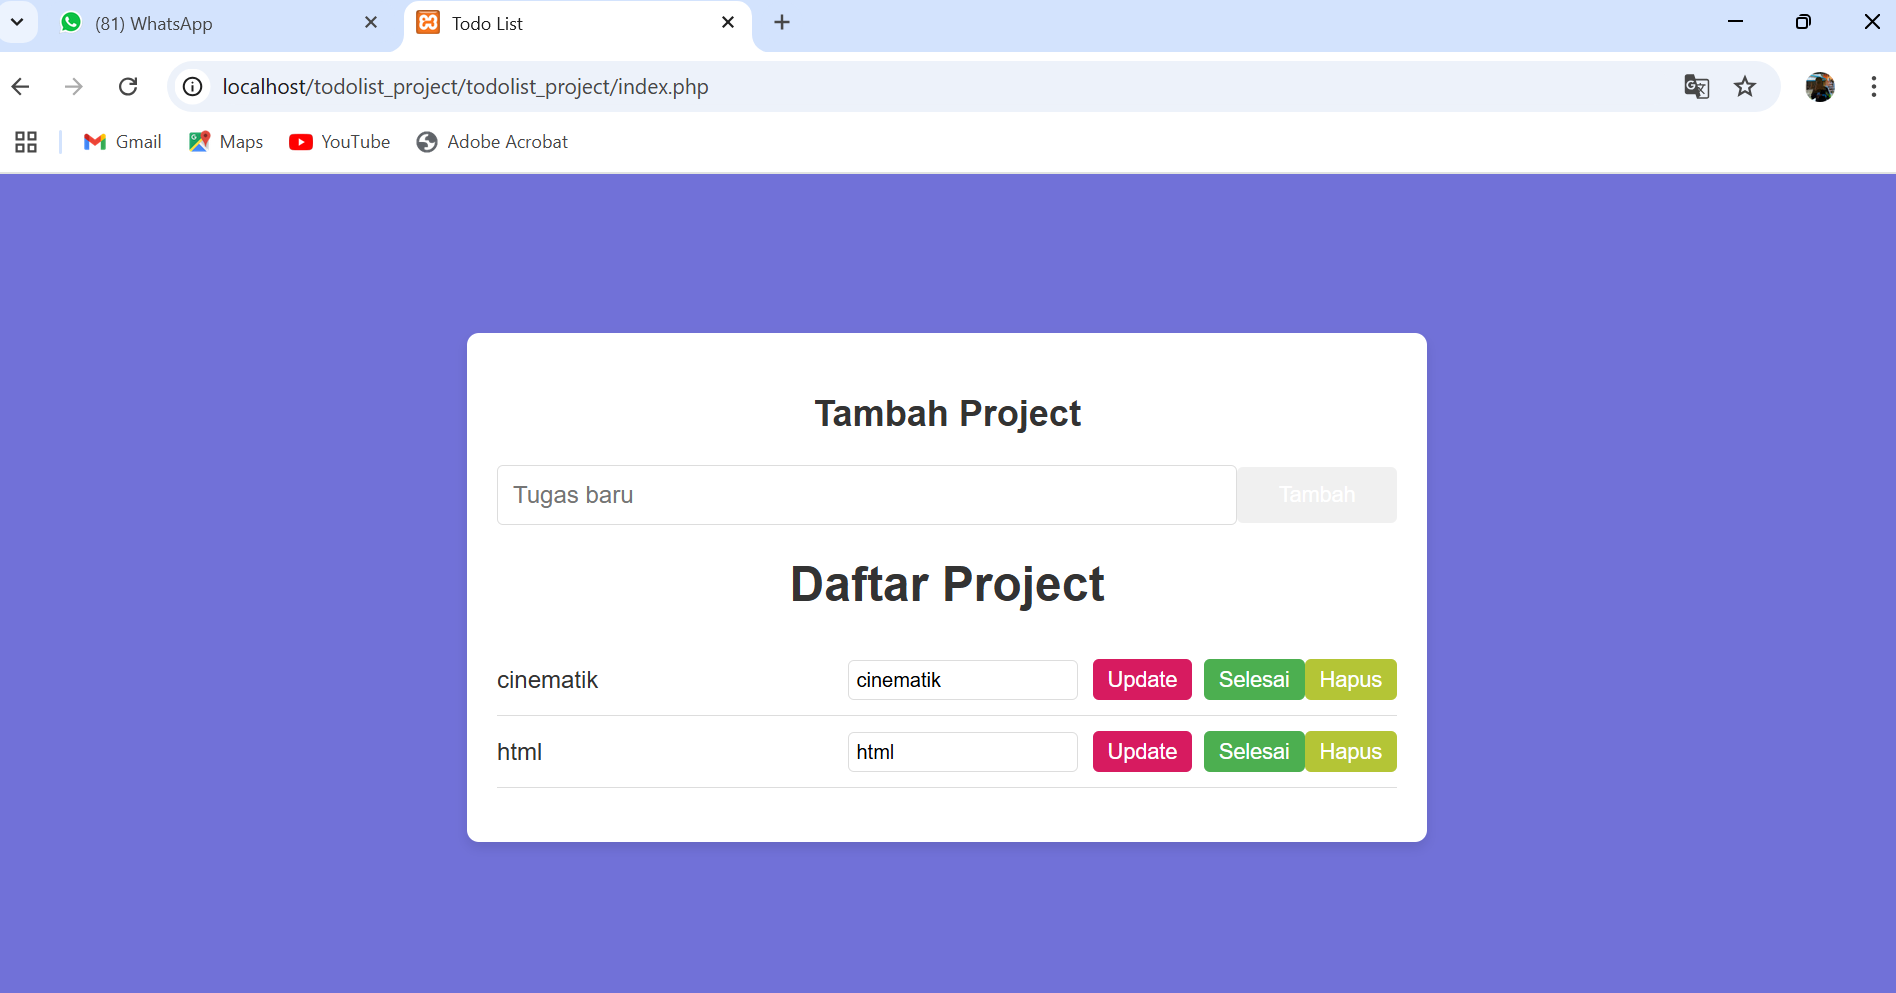 (81) WhatsApp
Todo List
localhost/todolist_project/todolist_project/index.php
Gmail
Maps
YouTube
Adobe Acrobat
Tambah Project
Tugas baru
Tambah
Daftar Project
cinematik cinematik Update Selesai Hapus
html html Update Selesai Hapus